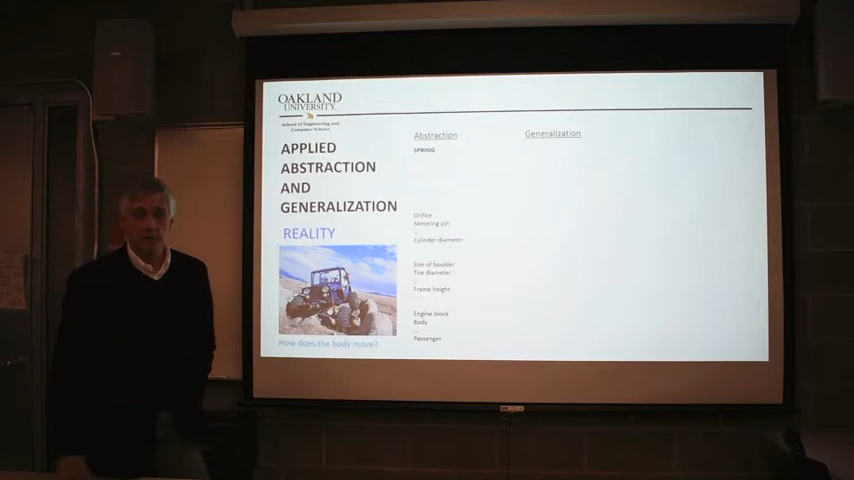 OAKLAND
UNIVERSITY
School of Engineering and
Computer Science
APPLIED
ABSTRACTION
AND
GENERALIZATION
REALITY
How does the body move?
Abstraction
SPRING
Orifice
Metering pin
...
Cylinder diameter
Size of boulder
Tire diameter
...
Frame height
Engine block
Body
...
Passenger
Generalization